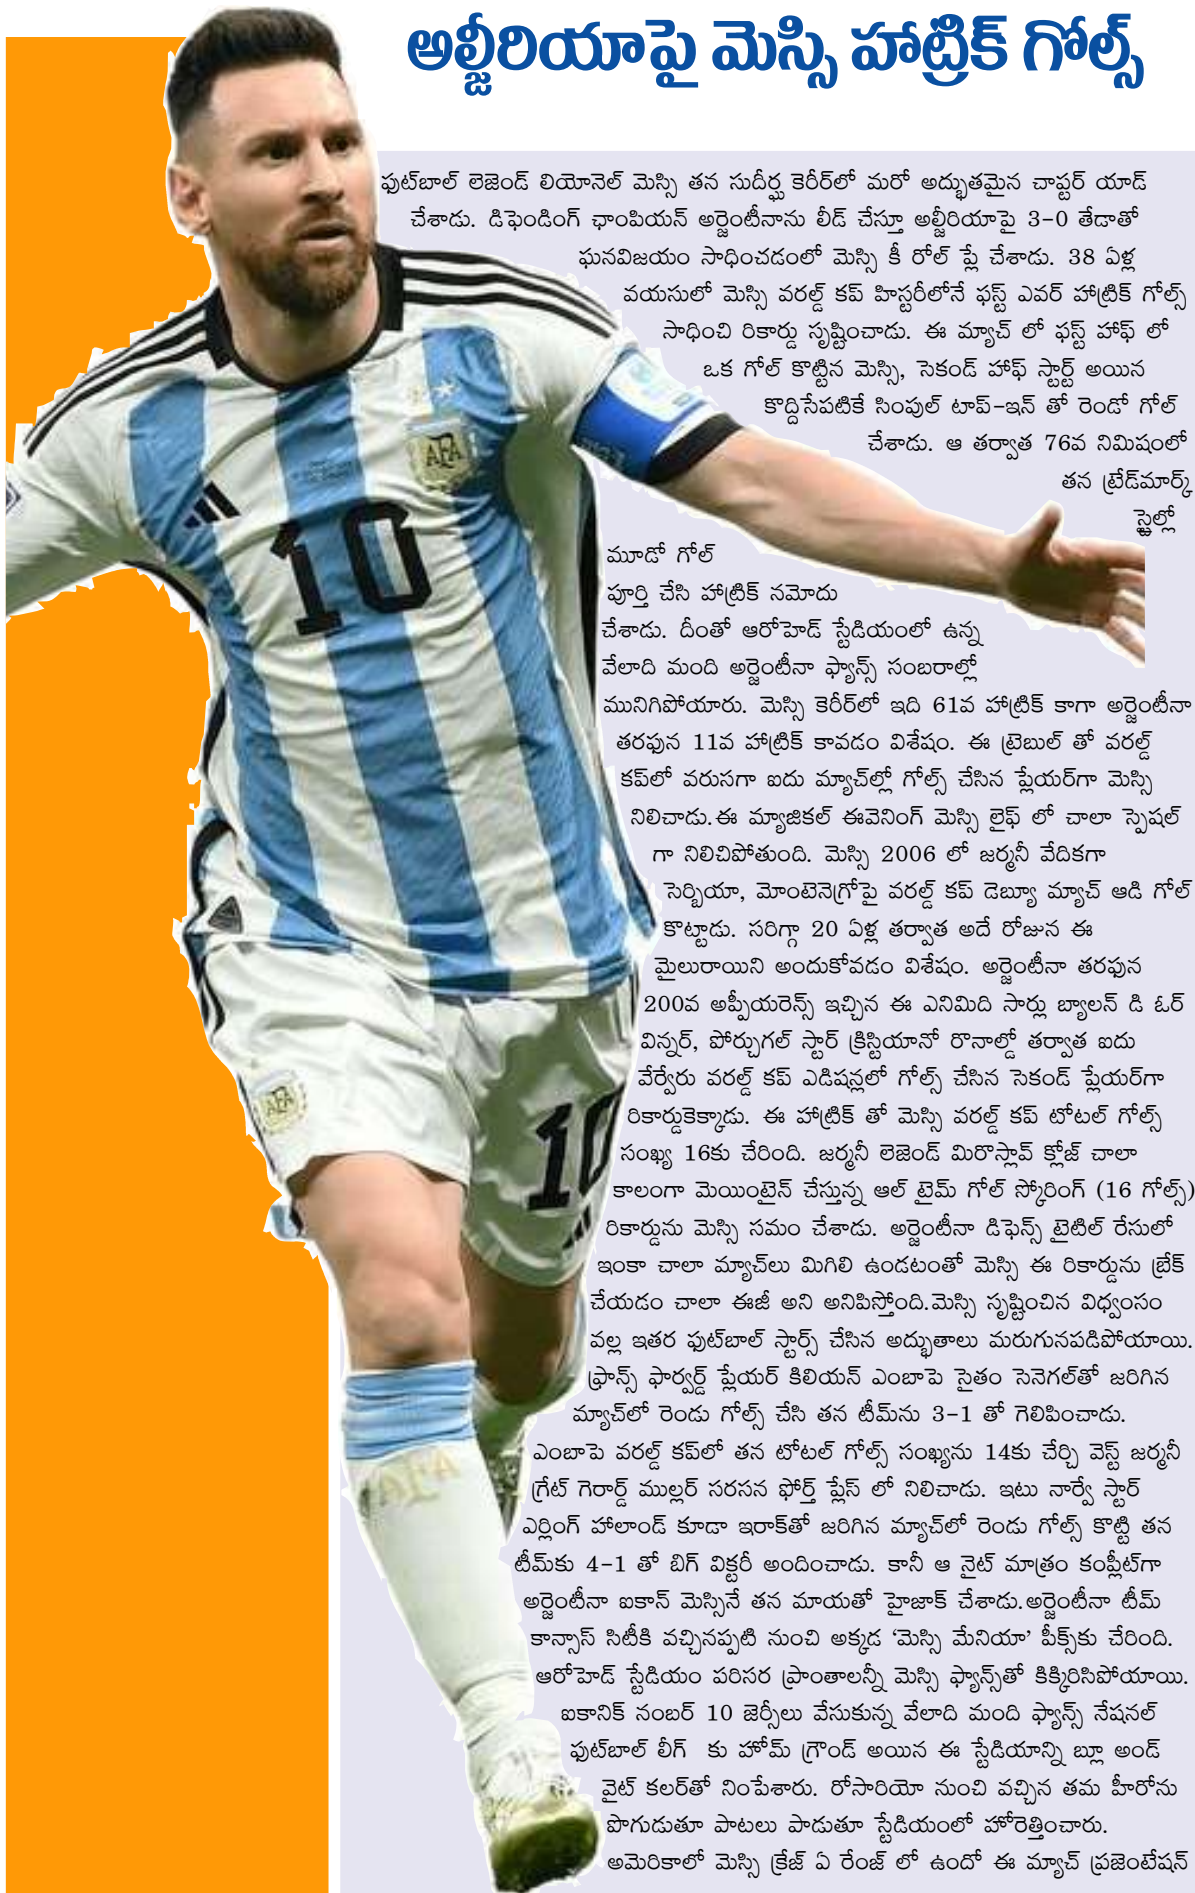 అల్జీరియాపై మెస్సి హాట్రిక్ గోల్స్
ఫుట్‌బాల్ లెజెండ్ లియోనెల్ మెస్సి తన సుదీర్ఘ కెరీర్‌లో మరో అద్భుతమైన చాప్టర్ యాడ్
చేశాడు. డిఫెండింగ్ ఛాంపియన్ అర్జెంటీనాను లీడ్ చేస్తూ అల్జీరియాపై 3-0 తేడాతో
ఘనవిజయం సాధించడంలో మెస్సి కీ రోల్ ప్లే చేశాడు. 38 ఏళ్ల
వయసులో మెస్సి వరల్డ్ కప్ హిస్టరీలోనే ఫస్ట్ ఎవర్ హాట్రిక్ గోల్స్
సాధించి రికార్డు సృష్టించాడు. ఈ మ్యాచ్ లో ఫస్ట్ హాఫ్ లో
ఒక గోల్ కొట్టిన మెస్సి, సెకండ్ హాఫ్ స్టార్ట్ అయిన
కొద్దిసేపటికే సింపుల్ టాప్-ఇన్ తో రెండో గోల్
చేశాడు. ఆ తర్వాత 76వ నిమిషంలో
తన ట్రేడ్‌మార్క్
స్టైల్లో
మూడో గోల్
పూర్తి చేసి హాట్రిక్ నమోదు
చేశాడు. దీంతో ఆరోహెడ్ స్టేడియంలో ఉన్న
వేలాది మంది అర్జెంటీనా ఫ్యాన్స్ సంబరాల్లో
మునిగిపోయారు. మెస్సి కెరీర్‌లో ఇది 61వ హాట్రిక్ కాగా అర్జెంటీనా
తరఫున 11వ హాట్రిక్ కావడం విశేషం. ఈ ట్రెబుల్ తో వరల్డ్
కప్‌లో వరుసగా ఐదు మ్యాచ్‌ల్లో గోల్స్ చేసిన ప్లేయర్‌గా మెస్సి
నిలిచాడు.ఈ మ్యాజికల్ ఈవెనింగ్ మెస్సి లైఫ్ లో చాలా స్పెషల్
గా నిలిచిపోతుంది. మెస్సి 2006 లో జర్మనీ వేదికగా
సెర్బియా, మోంటెనెగ్రోపై వరల్డ్ కప్ డెబ్యూ మ్యాచ్ ఆడి గోల్
కొట్టాడు. సరిగ్గా 20 ఏళ్ల తర్వాత అదే రోజున ఈ
మైలురాయిని అందుకోవడం విశేషం. అర్జెంటీనా తరఫున
200వ అప్పీయరెన్స్ ఇచ్చిన ఈ ఎనిమిది సార్లు బ్యాలన్ డి ఓర్
విన్నర్, పోర్చుగల్ స్టార్ క్రిస్టియానో రొనాల్డో తర్వాత ఐదు
వేర్వేరు వరల్డ్ కప్ ఎడిషన్లలో గోల్స్ చేసిన సెకండ్ ప్లేయర్‌గా
రికార్డుకెక్కాడు. ఈ హాట్రిక్ తో మెస్సి వరల్డ్ కప్ టోటల్ గోల్స్
సంఖ్య 16కు చేరింది. జర్మనీ లెజెండ్ మిరొస్లావ్ క్లోజ్ చాలా
కాలంగా మెయింటైన్ చేస్తున్న ఆల్ టైమ్ గోల్ స్కోరింగ్ (16 గోల్స్)
రికార్డును మెస్సి సమం చేశాడు. అర్జెంటీనా డిఫెన్స్ టైటిల్ రేసులో
ఇంకా చాలా మ్యాచ్‌లు మిగిలి ఉండటంతో మెస్సి ఈ రికార్డును బ్రేక్
చేయడం చాలా ఈజీ అని అనిపిస్తోంది.మెస్సి సృష్టించిన విధ్వంసం
వల్ల ఇతర ఫుట్‌బాల్ స్టార్స్ చేసిన అద్భుతాలు మరుగునపడిపోయాయి.
ఫ్రాన్స్ ఫార్వర్డ్ ప్లేయర్ కిలియన్ ఎంబాపె సైతం సెనెగల్‌తో జరిగిన
మ్యాచ్‌లో రెండు గోల్స్ చేసి తన టీమ్‌ను 3-1 తో గెలిపించాడు.
ఎంబాపె వరల్డ్ కప్‌లో తన టోటల్ గోల్స్ సంఖ్యను 14కు చేర్చి వెస్ట్ జర్మనీ
గ్రేట్ గెరార్డ్ ముల్లర్ సరసన ఫోర్త్ ప్లేస్ లో నిలిచాడు. ఇటు నార్వే స్టార్
ఎర్లింగ్ హాలాండ్ కూడా ఇరాక్‌తో జరిగిన మ్యాచ్‌లో రెండు గోల్స్ కొట్టి తన
టీమ్‌కు 4-1 తో బిగ్ విక్టరీ అందించాడు. కానీ ఆ నైట్ మాత్రం కంప్లీట్‌గా
అర్జెంటీనా ఐకాన్ మెస్సినే తన మాయతో హైజాక్ చేశాడు.అర్జెంటీనా టీమ్
కాన్సాస్ సిటీకి వచ్చినప్పటి నుంచి అక్కడ ‘మెస్సి మేనియా’ పీక్స్‌కు చేరింది.
ఆరోహెడ్ స్టేడియం పరిసర ప్రాంతాలన్నీ మెస్సి ఫ్యాన్స్‌తో కిక్కిరిసిపోయాయి.
ఐకానిక్ నంబర్ 10 జెర్సీలు వేసుకున్న వేలాది మంది ఫ్యాన్స్ నేషనల్
ఫుట్‌బాల్ లీగ్ కు హోమ్ గ్రౌండ్ అయిన ఈ స్టేడియాన్ని బ్లూ అండ్
వైట్ కలర్‌తో నింపేశారు. రోసారియో నుంచి వచ్చిన తమ హీరోను
పొగుడుతూ పాటలు పాడుతూ స్టేడియంలో హోరెత్తించారు.
అమెరికాలో మెస్సి క్రేజ్ ఏ రేంజ్ లో ఉందో ఈ మ్యాచ్ ప్రజెంటేషన్
AFA
10
AFA
10
AFA